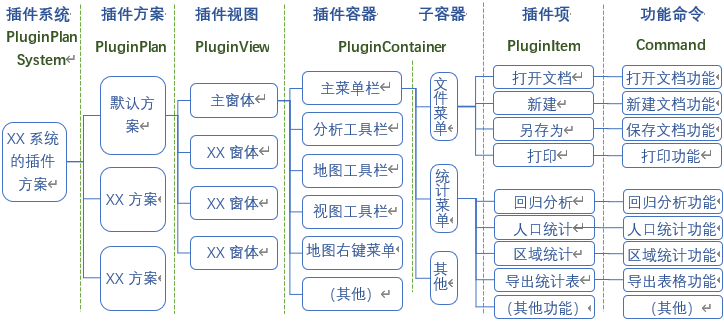 插件系统
PluginPlan
System
插件方案
PluginPlan
插件视图
PluginView
插件容器
子容器
PluginContainer
插件项
PluginItem
功能命令
Command
XX 系统
的插件
方案
默认方
案
XX 方案
XX 方案
主窗体
XX 窗体
XX 窗体
XX 窗体
主菜单栏
分析工具栏
地图工具栏
视图工具栏
地图右键菜单
（其他）
文件菜单
统计菜单
其他
打开文档
新建
另存为
打印
回归分析
人口统计
区域统计
导出统计表
（其他功能）
打开文档功能
新建文档功能
保存文档功能
打印功能
回归分析功能
人口统计功能
区域统计功能
导出表格功能
（其他）